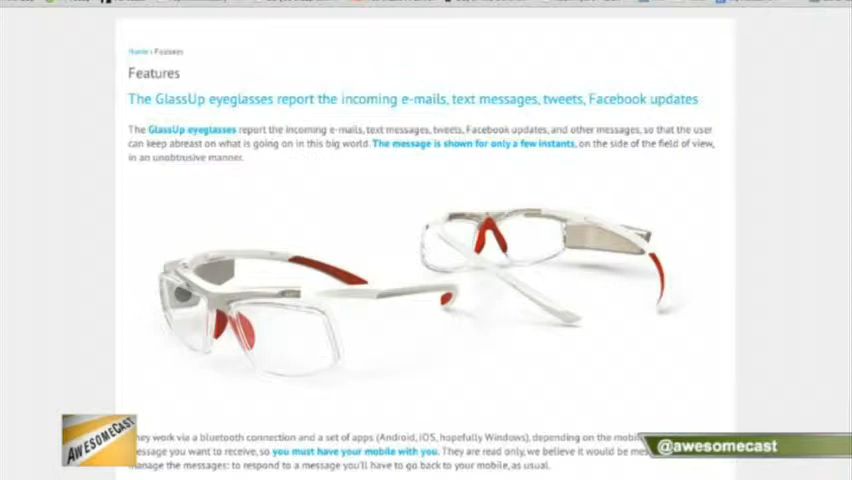 Home › Features
Features
The GlassUp eyeglasses report the incoming e-mails, text messages, tweets, Facebook updates
The GlassUp eyeglasses report the incoming e-mails, text messages, tweets, Facebook updates, and other messages, so that the user
can keep abreast on what is going on in this big world. The message is shown for only a few instants, on the side of the field of view,
in an unobtrusive manner.
hey work via a bluetooth connection and a set of apps (Android, iOS, hopefully Windows), depending on the mobil
message you want to receive, so you must have your mobile with you. They are read only, we believe it would be mes
manage the messages: to respond to a message you'll have to go back to your mobile, as usual.
AWESOMECAST
@awesomecast